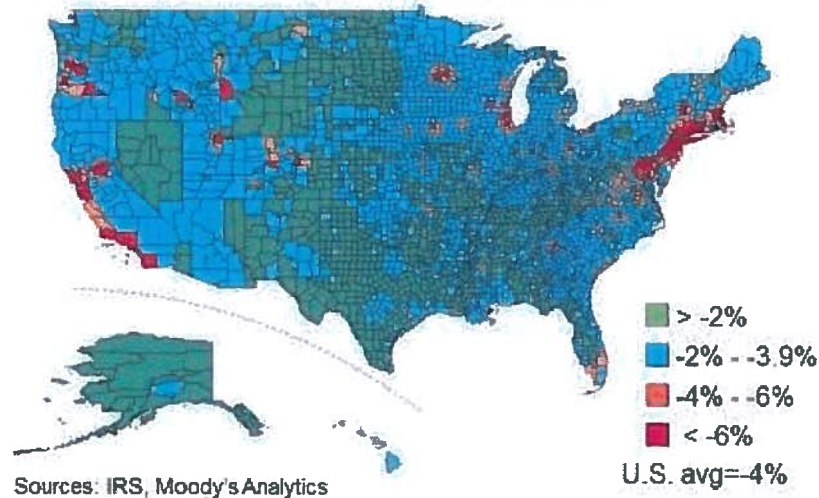 > -2%
-2% - -3.9%
-4% - -6%
< -6%
U.S. avg=-4%
Sources: IRS, Moody's Analytics